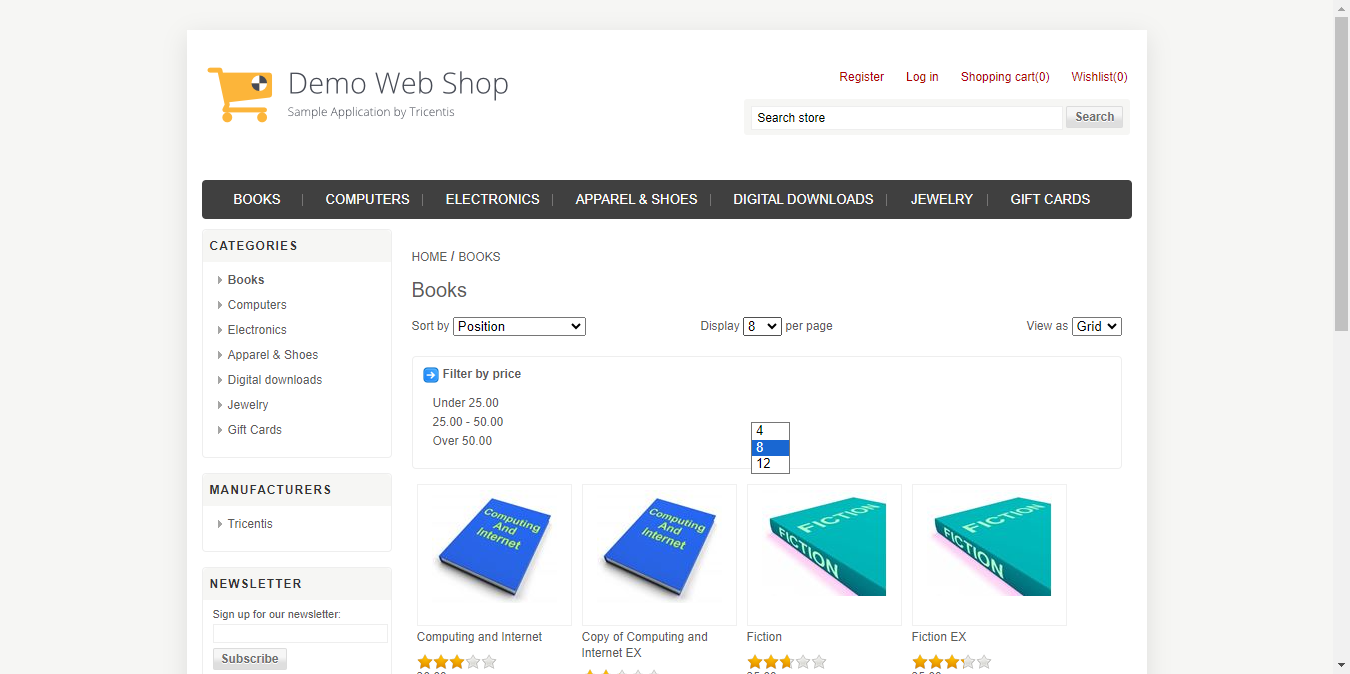 Demo Web Shop
Sample Application by Tricentis
Register Log in Shopping cart(0) Wishlist(0)
Search store Search
BOOKS COMPUTERS ELECTRONICS APPAREL & SHOES DIGITAL DOWNLOADS JEWELRY GIFT CARDS
CATEGORIES
Books
Computers
Electronics
Apparel & Shoes
Digital downloads
Jewelry
Gift Cards
MANUFACTURERS
Tricentis
NEWSLETTER
Sign up for our newsletter:
Subscribe
HOME / BOOKS
Books
Sort by Position Display 8 per page View as Grid
Filter by price
Under 25.00
25.00 - 50.00
Over 50.00
4
8
12
Computing
And
Internet
Computing
And
Internet
FICTION
FICTION
FICTION
FICTION
Computing and Internet
Copy of Computing and
Internet EX
Fiction
Fiction EX